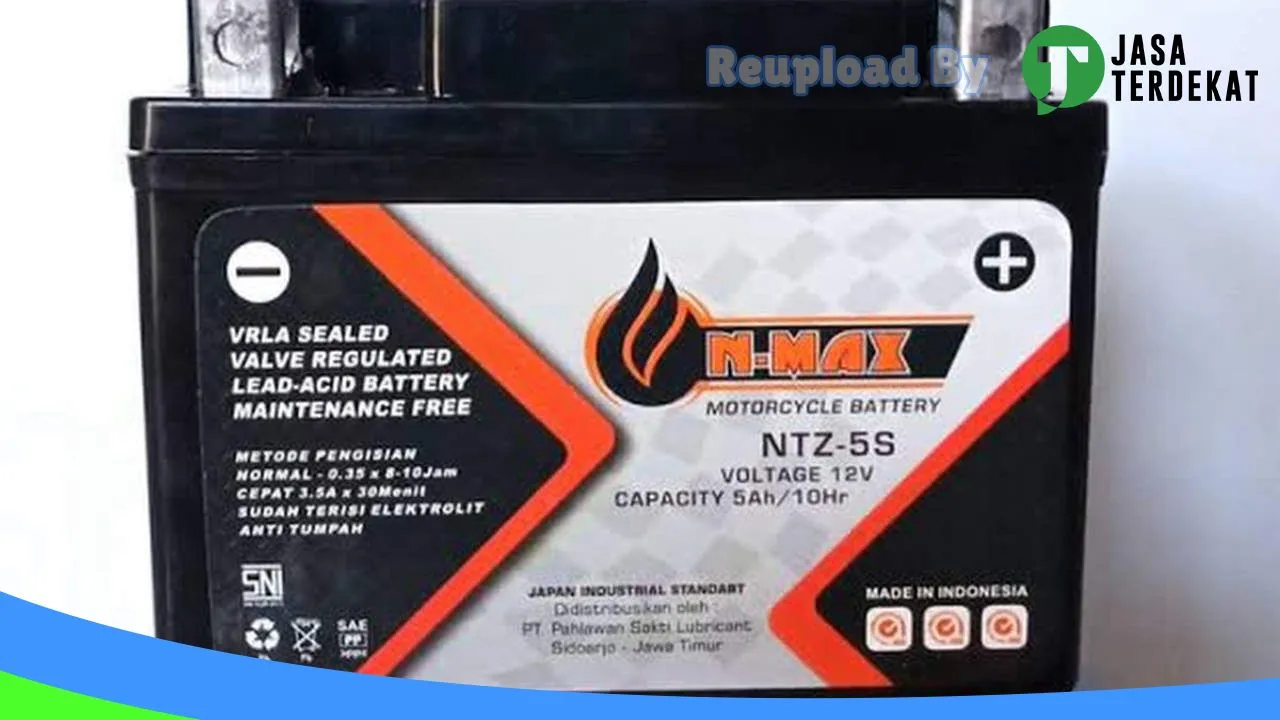 Reupload By
JASA
TERDEKAT
VRLA SEALED
VALVE REGULATED
LEAD-ACID BATTERY
MAINTENANCE FREE
METODE PENGISIAN
NORMAL - 0.35 x 8-10Jam
CEPAT 3.5A x 30Menit
SUDAH TERISI ELEKTROLIT
ANTI TUMPAH
SNI
SAE
PP
N-MAX
MOTORCYCLE BATTERY
NTZ-5S
VOLTAGE 12V
CAPACITY 5Ah/10Hr
JAPAN INDUSTRIAL STANDART
Didistribusikan oleh :
PT. Pahlawan Sakti Lubricant
Sidoarjo - Jawa Timur
MADE IN INDONESIA